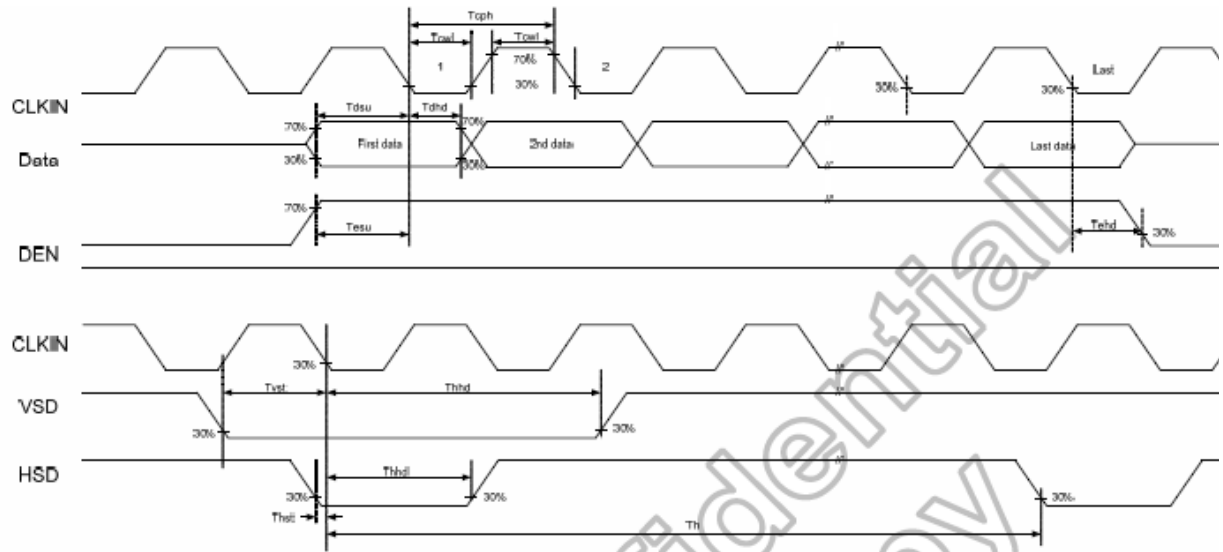 Tcph
Tcwl
Tcwl
1
70%
30%
2
Last
30%
30%
CLKIN
Tdsu
Tdhd
70%
70%
First data
2nd data
Last data
30%
30%
Data
70%
Tesu
Tehd
30%
DEN
CLKIN
30%
Tvst
Thhd
VSD
30%
30%
HSD
Thhd
30%
30%
30%
Thst
Th